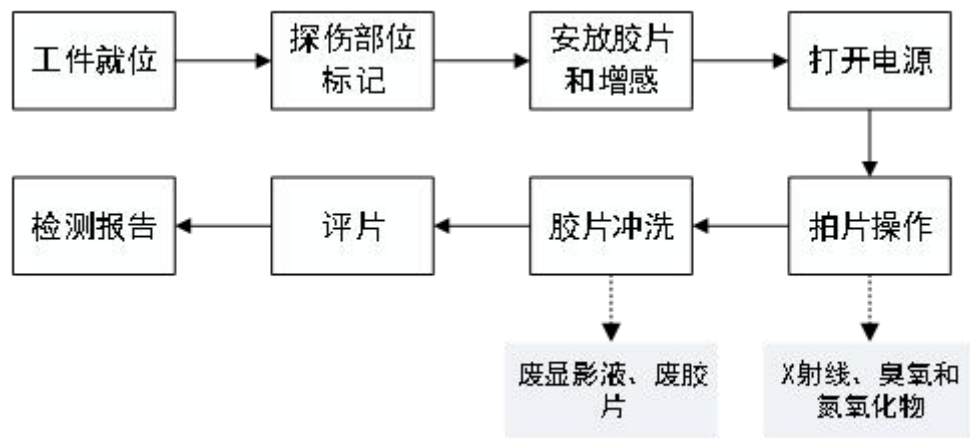 工件就位
探伤部位
标记
安放胶片
和增感
打开电源
检测报告
评片
胶片冲洗
拍片操作
废显影液、废胶
片
X射线、臭氧和
氮氧化物